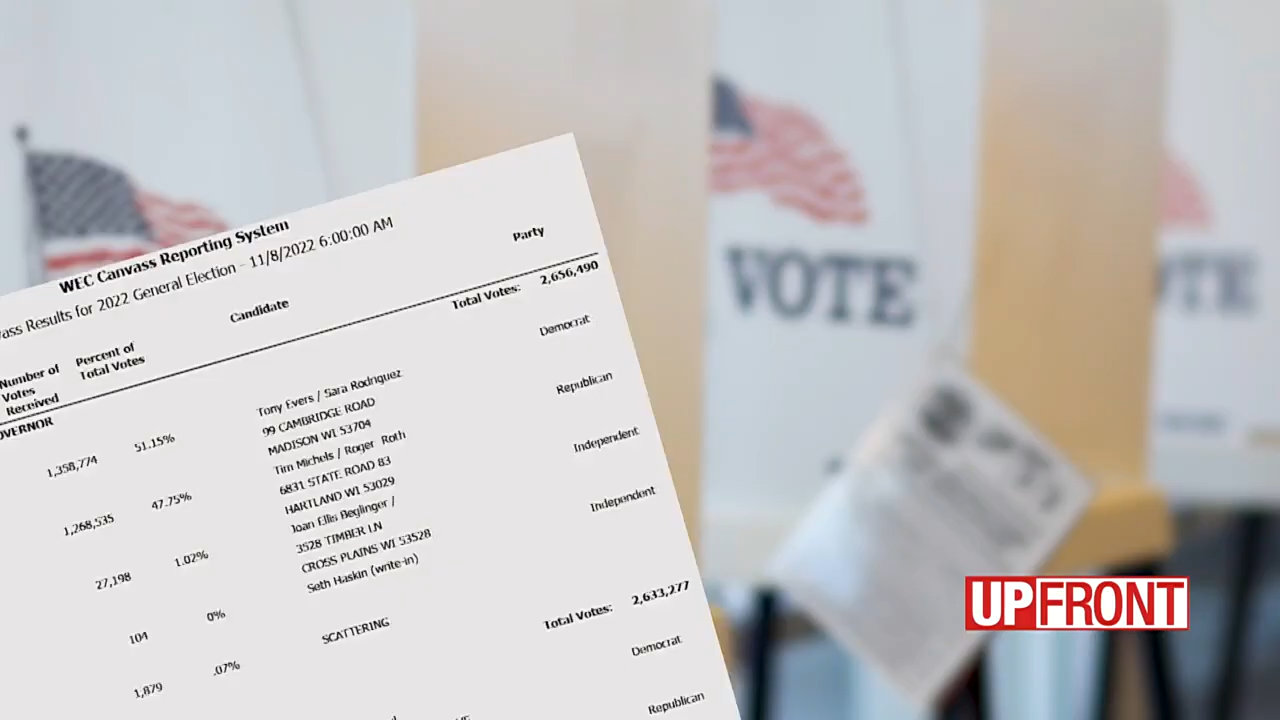 WEC Canvass Reporting System
vass Results for 2022 General Election - 11/8/2022 6:00:00 AM
Number of Votes Received
Percent of Total Votes
Candidate
Party
OVERNOR
Total Votes: 2,656,490
1,358,774 51.15% Tony Evers / Sara Rodriguez Democrat
99 CAMBRIDGE ROAD
MADISON WI 53704
1,268,535 47.75% Tim Michels / Roger Roth Republican
6831 STATE ROAD 83
HARTLAND WI 53029
27,198 1.02% Joan Ellis Beglinger / Independent
3528 TIMBER LN
CROSS PLAINS WI 53528
104 0% Seth Haskin (write-in) Independent
1,879 .07% SCATTERING
Total Votes: 2,633,277
Democrat
Republican
VOTE
UPFRONT